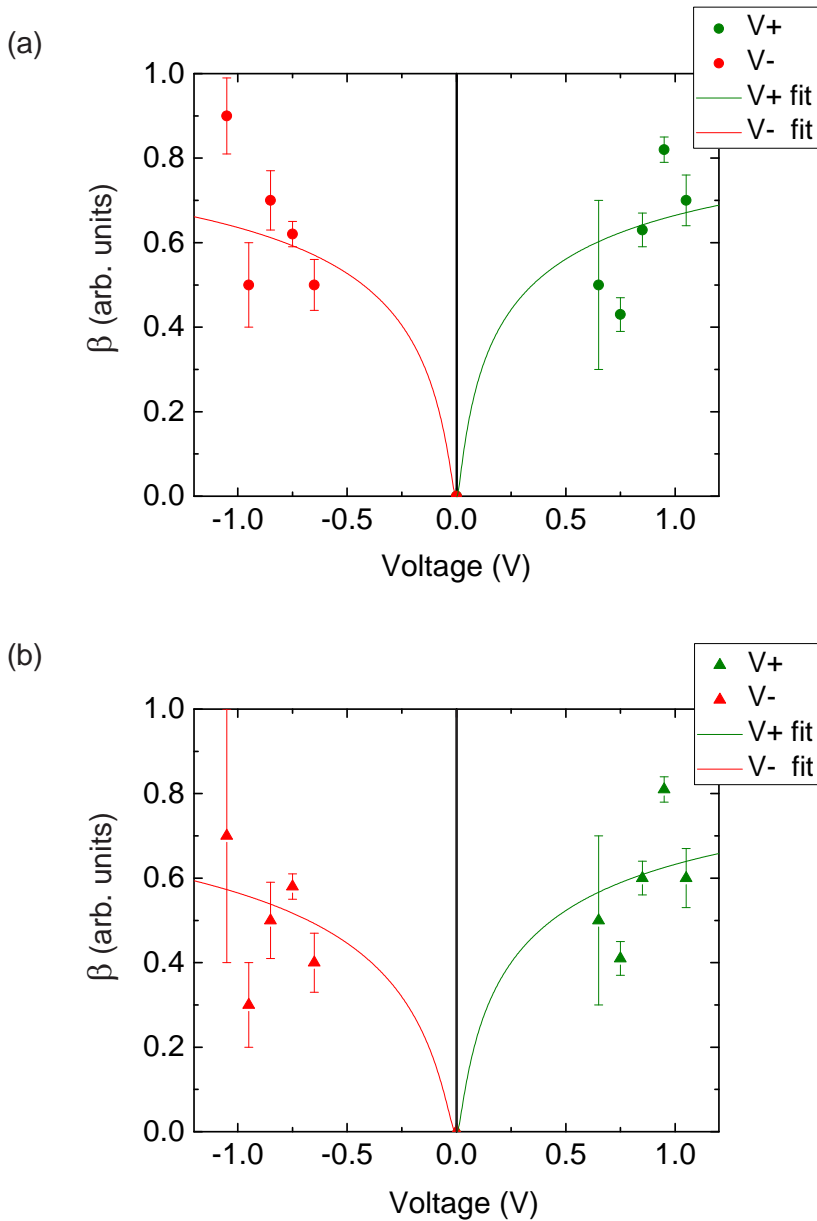 (a)
V+
V-
V+ fit
V- fit
1.0
0.8
0.6
0.4
0.2
0.0
β (arb. units)
-1.0 -0.5 0.0 0.5 1.0
Voltage (V)
(b)
V+
V-
V+ fit
V- fit
1.0
0.8
0.6
0.4
0.2
0.0
β (arb. units)
-1.0 -0.5 0.0 0.5 1.0
Voltage (V)